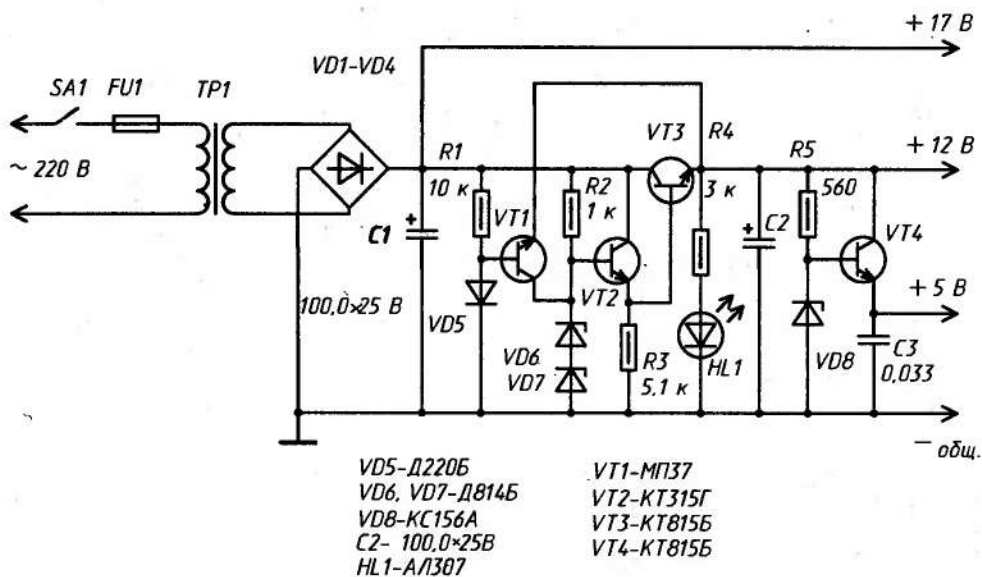 + 17 В
VD1-VD4
SA1
FU1
TP1
~ 220 В
R1
10 к
R2
1 к
VT3
R4
3 к
R5
560
+ 12 В
C1
+
VT1
VT2
C2
+
VT4
+ 5 В
100,0×25 В
VD5
VD6
VD7
R3
5,1 к
HL1
VD8
C3
0,033
− общ.
VD5-Д220Б
VD6, VD7-Д814Б
VD8-КС156А
C2- 100,0×25В
HL1-АЛ307
VT1-МП37
VT2-КТ315Г
VT3-КТ815Б
VT4-КТ815Б